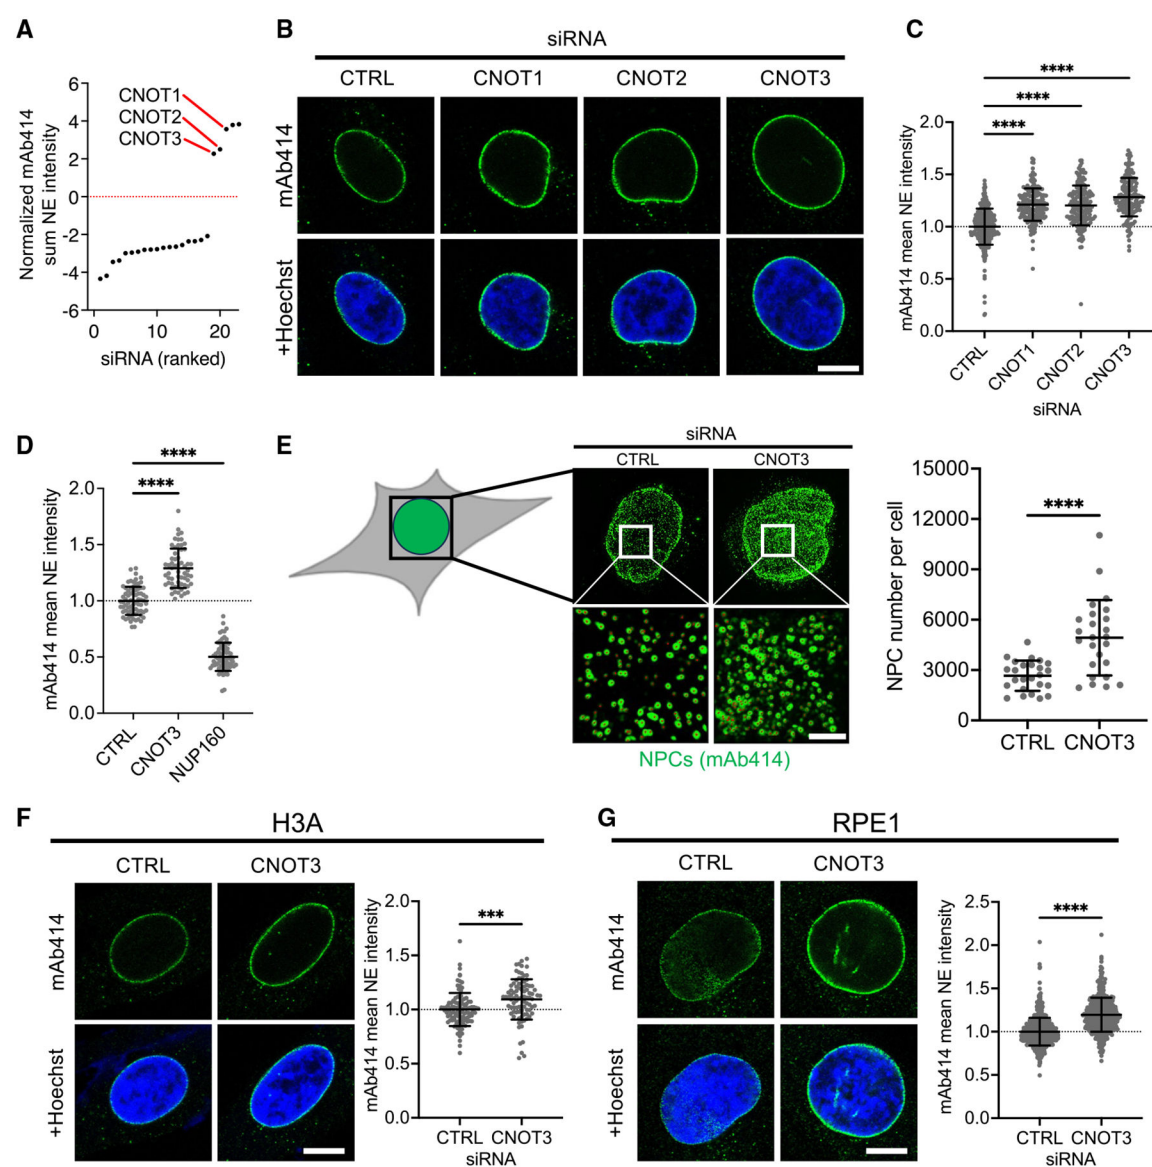 A
Normalized mAb414
sum NE intensity
6
4
2
0
-2
-4
-6
CNOT1
CNOT2
CNOT3
0 10 20
siRNA (ranked)
B
siRNA
CTRL CNOT1 CNOT2 CNOT3
mAb414
+Hoechst
C
mAb414 mean NE intensity
2.0
1.5
1.0
0.5
0.0
****
****
****
CTRL CNOT1 CNOT2 CNOT3
siRNA
D
mAb414 mean NE intensity
2.0
1.5
1.0
0.5
0.0
****
****
CTRL CNOT3 NUP160
E
siRNA
CTRL CNOT3
NPCs (mAb414)
NPC number per cell
15000
12000
9000
6000
3000
0
****
CTRL CNOT3
F
H3A
CTRL CNOT3
mAb414
+Hoechst
mAb414 mean NE intensity
2.0
1.5
1.0
0.5
0.0
***
CTRL CNOT3
siRNA
G
RPE1
CTRL CNOT3
mAb414
+Hoechst
mAb414 mean NE intensity
2.5
2.0
1.5
1.0
0.5
0.0
****
CTRL CNOT3
siRNA